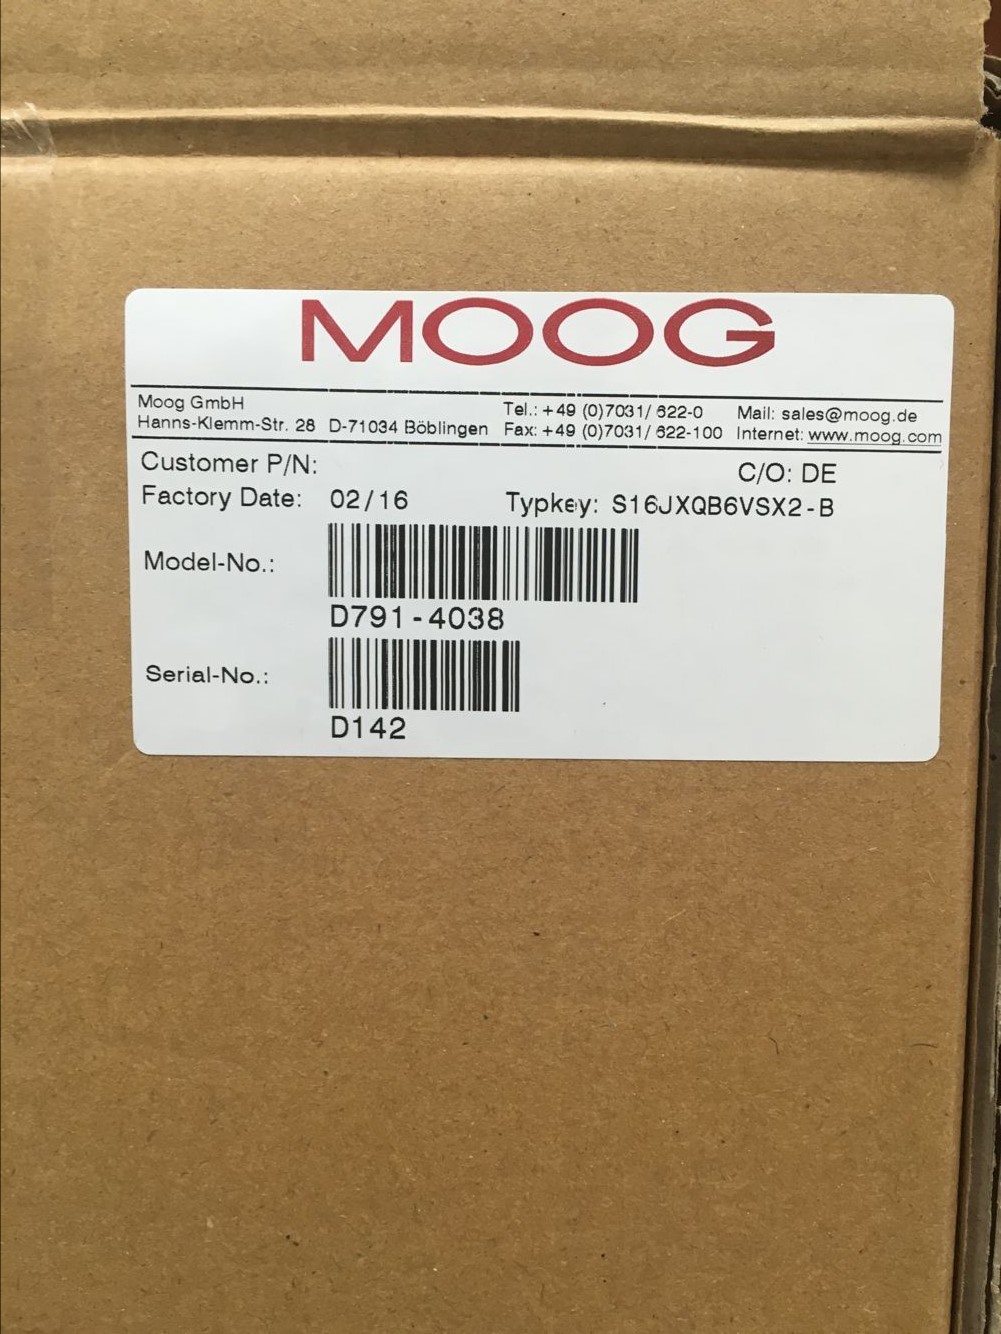 MOOG
Moog GmbH
Hanns-Klemm-Str. 28 D-71034 Böblingen
Tel.: +49 (0)7031/ 622-0
Fax: +49 (0)7031/ 622-100
Mail: sales@moog.de
Internet: www.moog.com
Customer P/N:
C/O: DE
Factory Date: 02/16 Typkey: S16JXQB6VSX2-B
Model-No.:
D791-4038
Serial-No.:
D142